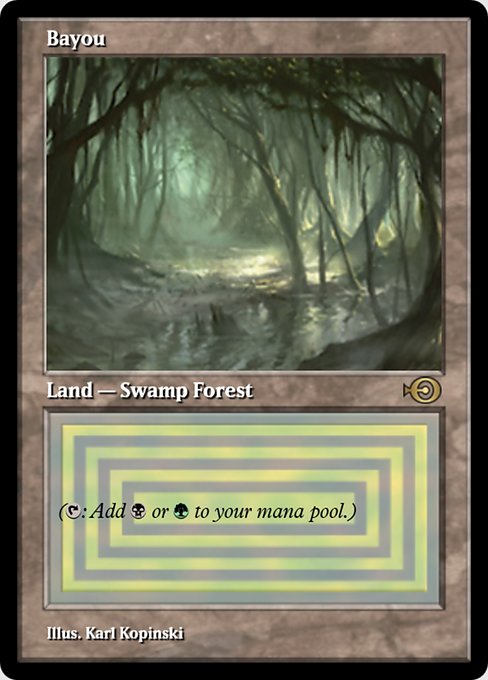 Bayou
Land — Swamp Forest
(: Add or to your mana pool.)
Illus. Karl Kopinski